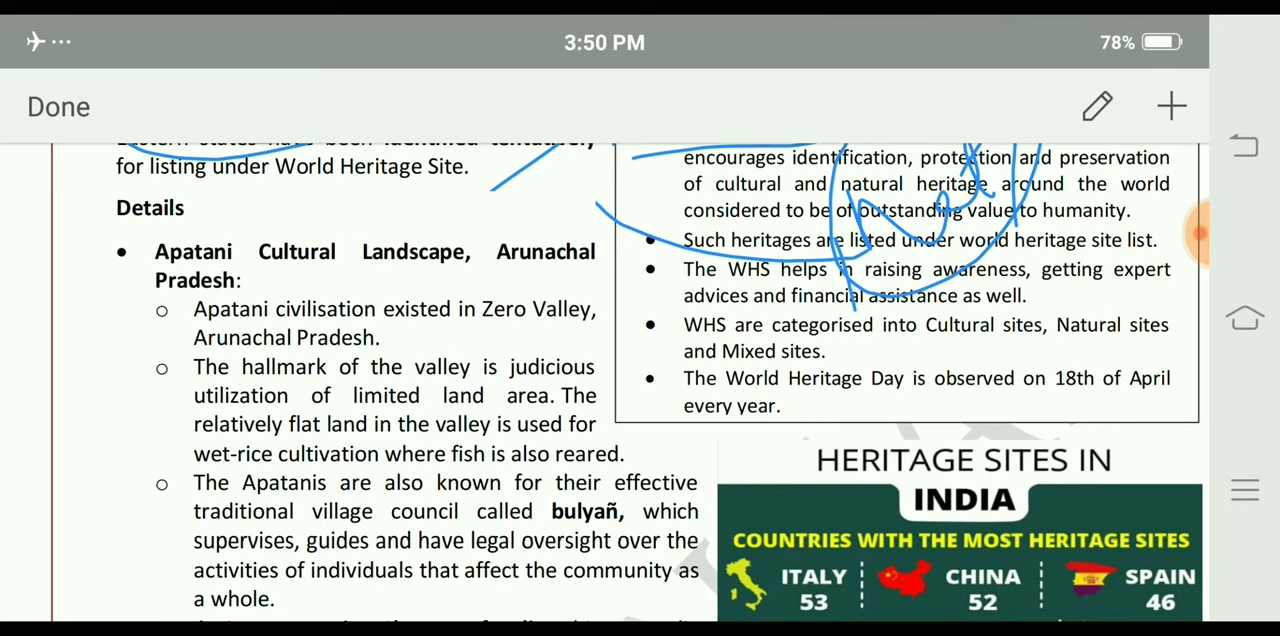 3:50 PM
78%
Done
Eastern states have been identified tentatively
for listing under World Heritage Site.
Details
• Apatani Cultural Landscape, Arunachal
Pradesh:
o Apatani civilisation existed in Zero Valley,
Arunachal Pradesh.
o The hallmark of the valley is judicious
utilization of limited land area. The
relatively flat land in the valley is used for
wet-rice cultivation where fish is also reared.
o The Apatanis are also known for their effective
traditional village council called bulyañ, which
supervises, guides and have legal oversight over the
activities of individuals that affect the community as
a whole.
encourages identification, protection and preservation
of cultural and natural heritage around the world
considered to be of outstanding value to humanity.
• Such heritages are listed under world heritage site list.
• The WHS helps in raising awareness, getting expert
advices and financial assistance as well.
• WHS are categorised into Cultural sites, Natural sites
and Mixed sites.
• The World Heritage Day is observed on 18th of April
every year.
HERITAGE SITES IN
INDIA
COUNTRIES WITH THE MOST HERITAGE SITES
ITALY
53
CHINA
52
SPAIN
46